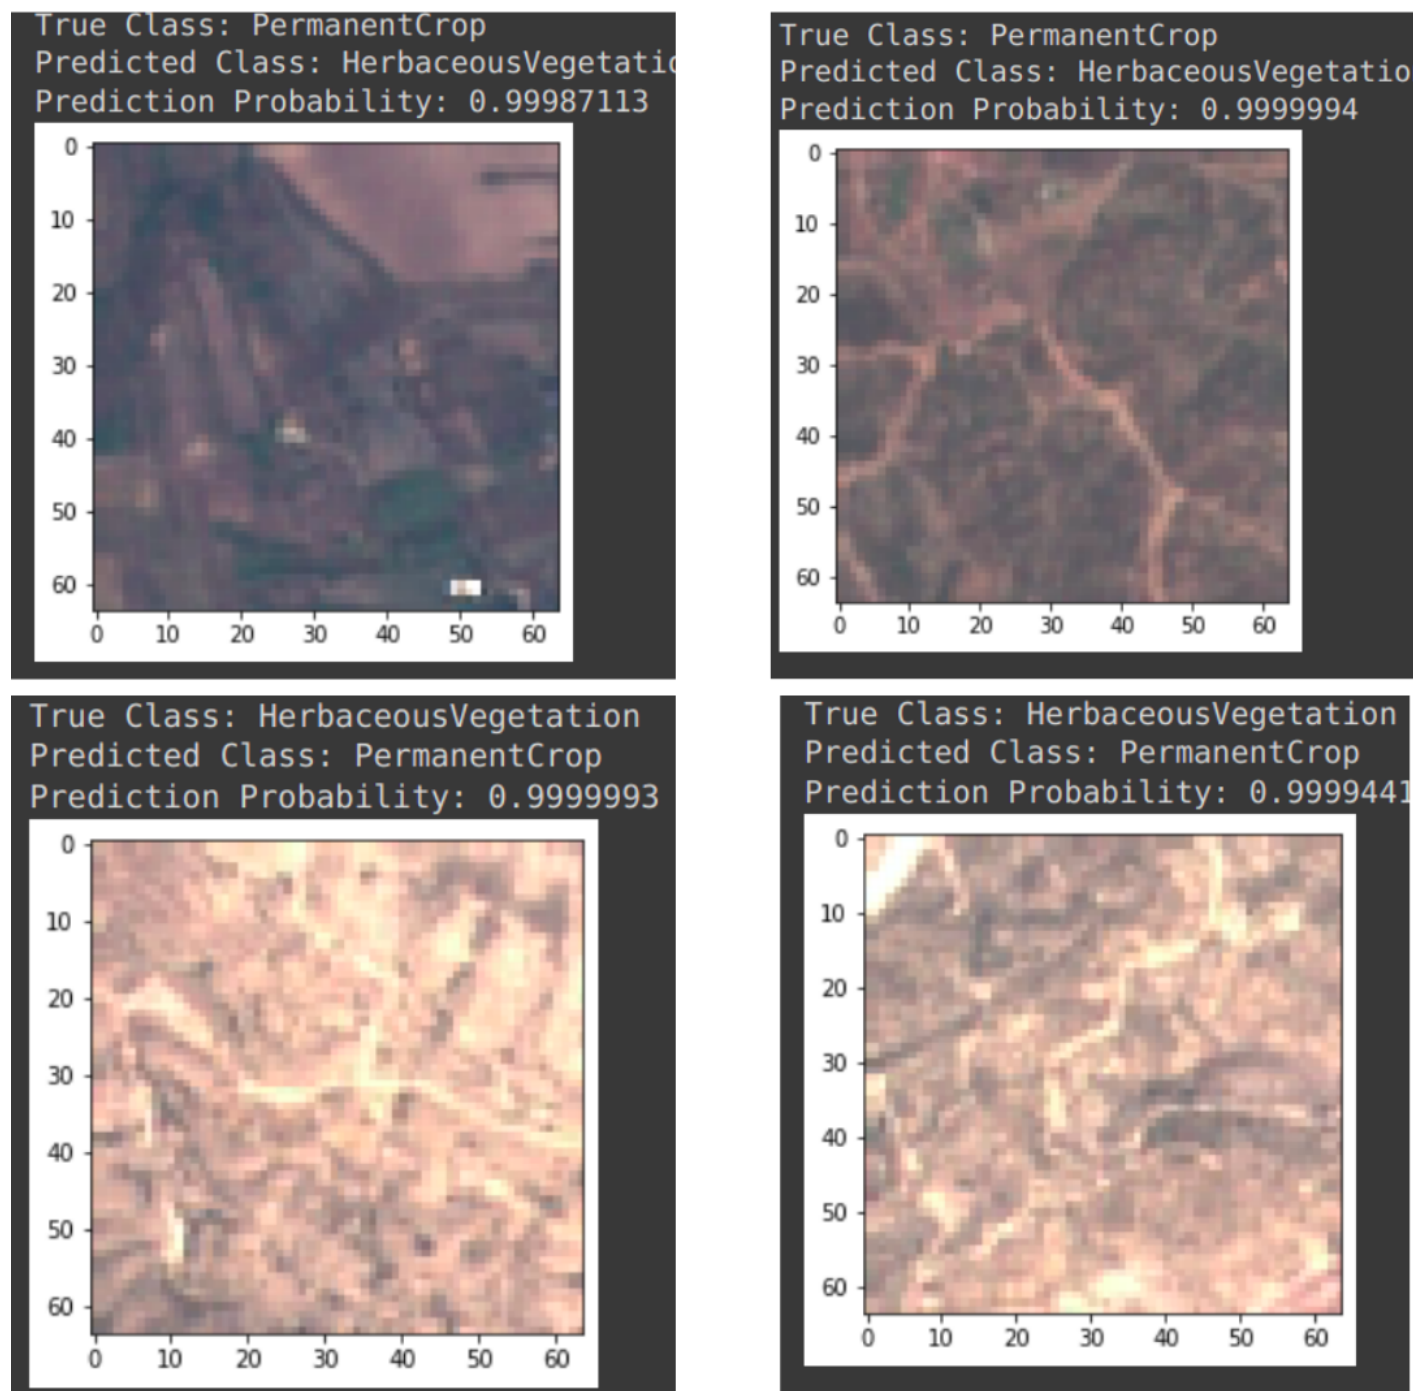 True Class: PermanentCrop
Predicted Class: HerbaceousVegetatio
Prediction Probability: 0.99987113
0
10
20
30
40
50
60
0 10 20 30 40 50 60
True Class: PermanentCrop
Predicted Class: HerbaceousVegetatio
Prediction Probability: 0.9999994
0
10
20
30
40
50
60
0 10 20 30 40 50 60
True Class: HerbaceousVegetation
Predicted Class: PermanentCrop
Prediction Probability: 0.9999993
0
10
20
30
40
50
60
0 10 20 30 40 50 60
True Class: HerbaceousVegetation
Predicted Class: PermanentCrop
Prediction Probability: 0.9999441
0
10
20
30
40
50
60
0 10 20 30 40 50 60